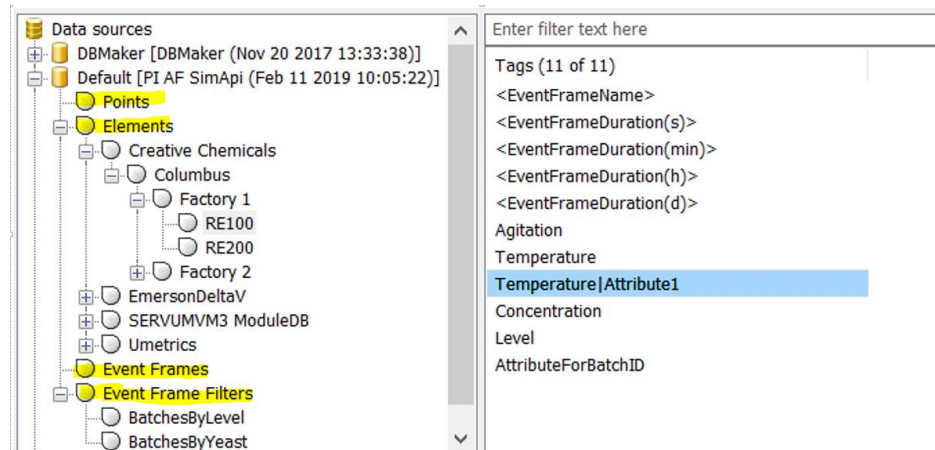 Data sources
DBMaker [DBMaker (Nov 20 2017 13:33:38)]
Default [PI AF SimApi (Feb 11 2019 10:05:22)]
Points
Elements
Creative Chemicals
Columbus
Factory 1
RE100
RE200
Factory 2
EmersonDeltaV
SERVUMVM3 ModuleDB
Umetrics
Event Frames
Event Frame Filters
BatchesByLevel
BatchesByYeast
Enter filter text here
Tags (11 of 11)
<EventFrameName>
<EventFrameDuration(s)>
<EventFrameDuration(min)>
<EventFrameDuration(h)>
<EventFrameDuration(d)>
Agitation
Temperature
Temperature|Attribute1
Concentration
Level
AttributeForBatchID